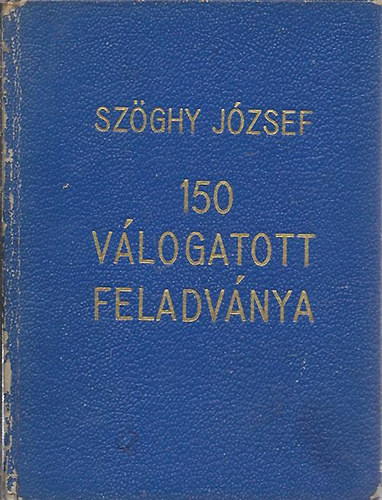 SZÖGHY JÓZSEF
150
VÁLOGATOTT
FELADVÁNYA